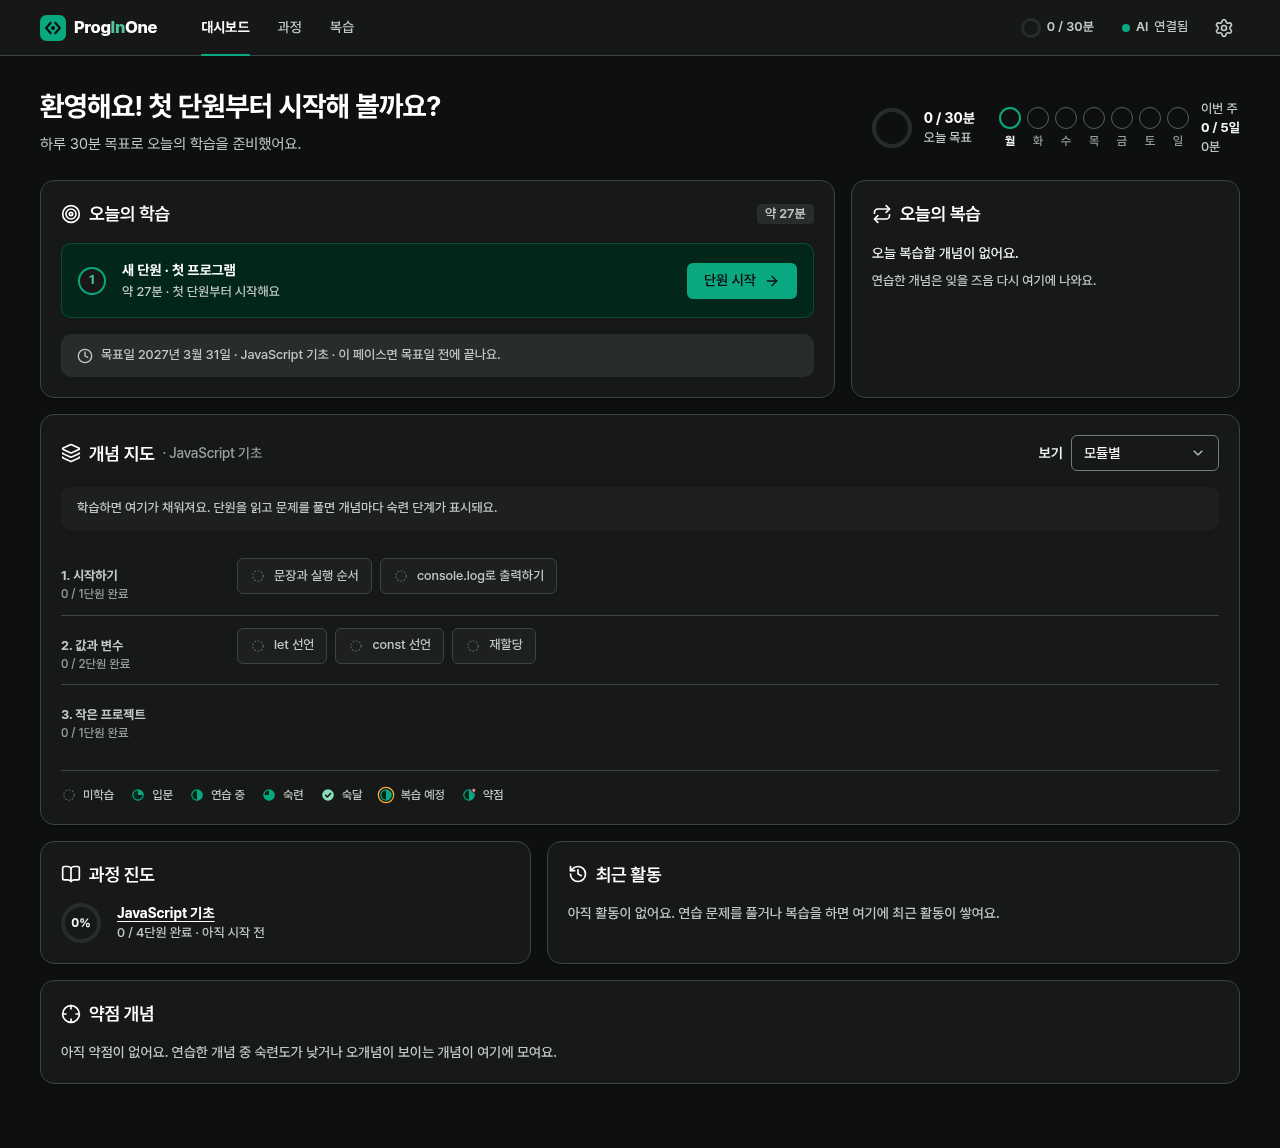 ProgInOne
대시보드
과정
복습
0 / 30분
AI 연결됨
환영해요! 첫 단원부터 시작해 볼까요?
하루 30분 목표로 오늘의 학습을 준비했어요.
0 / 30분
오늘 목표
월 화 수 목 금 토 일
이번 주
0 / 5일
0분
오늘의 학습
약 27분
1
새 단원 · 첫 프로그램
약 27분 · 첫 단원부터 시작해요
단원 시작
목표일 2027년 3월 31일 · JavaScript 기초 · 이 페이스면 목표일 전에 끝나요.
오늘의 복습
오늘 복습할 개념이 없어요.
연습한 개념은 잊을 즈음 다시 여기에 나와요.
개념 지도 · JavaScript 기초
보기
모듈별
학습하면 여기가 채워져요. 단원을 읽고 문제를 풀면 개념마다 숙련 단계가 표시돼요.
1. 시작하기
0 / 1단원 완료
문장과 실행 순서
console.log로 출력하기
2. 값과 변수
0 / 2단원 완료
let 선언
const 선언
재할당
3. 작은 프로젝트
0 / 1단원 완료
미학습 입문 연습 중 숙련 숙달 복습 예정 약점
과정 진도
0%
JavaScript 기초
0 / 4단원 완료 · 아직 시작 전
최근 활동
아직 활동이 없어요. 연습 문제를 풀거나 복습을 하면 여기에 최근 활동이 쌓여요.
약점 개념
아직 약점이 없어요. 연습한 개념 중 숙련도가 낮거나 오개념이 보이는 개념이 여기에 모여요.